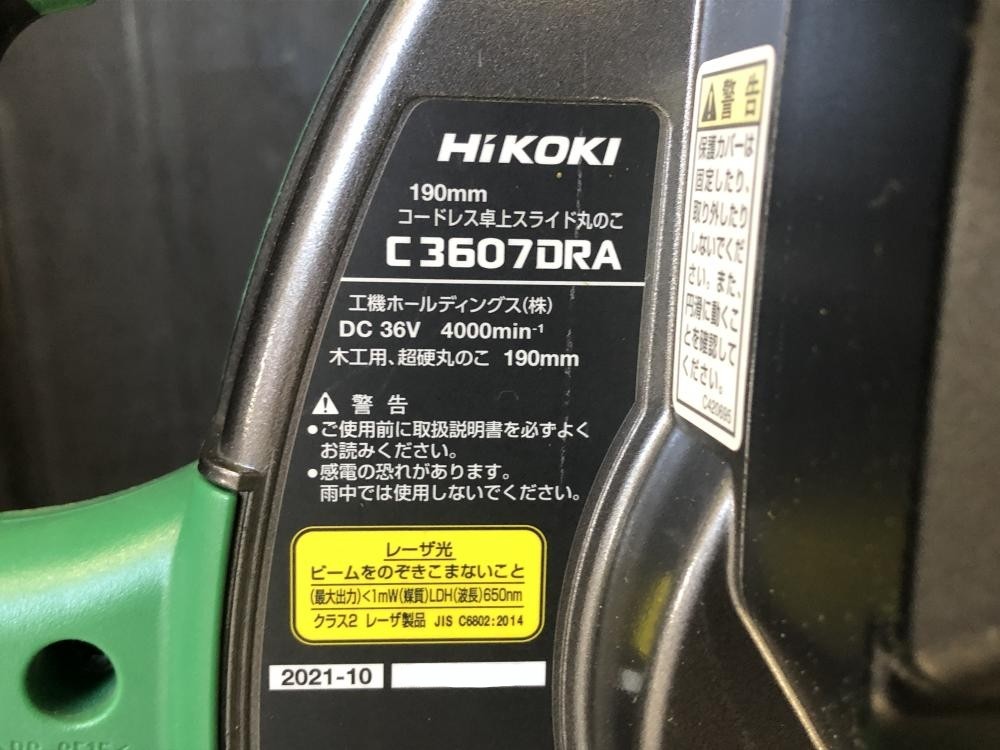 HiKOKI
190mm
コードレス卓上スライド丸のこ
C 3607DRA
工機ホールディングス(株)
DC 36V 4000min-1
木工用、超硬丸のこ 190mm
警告
●ご使用前に取扱説明書を必ずよく
お読みください。
●感電の恐れがあります。
雨中では使用しないでください。
レーザ光
ビームをのぞきこまないこと
(最大出力)<1mW(媒質)LDH(波長)650nm
クラス2 レーザ製品 JIS C6802:2014
2021-10
警告
保護カバーは
固定したり、
取り外したり
しないでくだ
さい。また、
円滑に動くこ
とを確認して
ください。
C420695